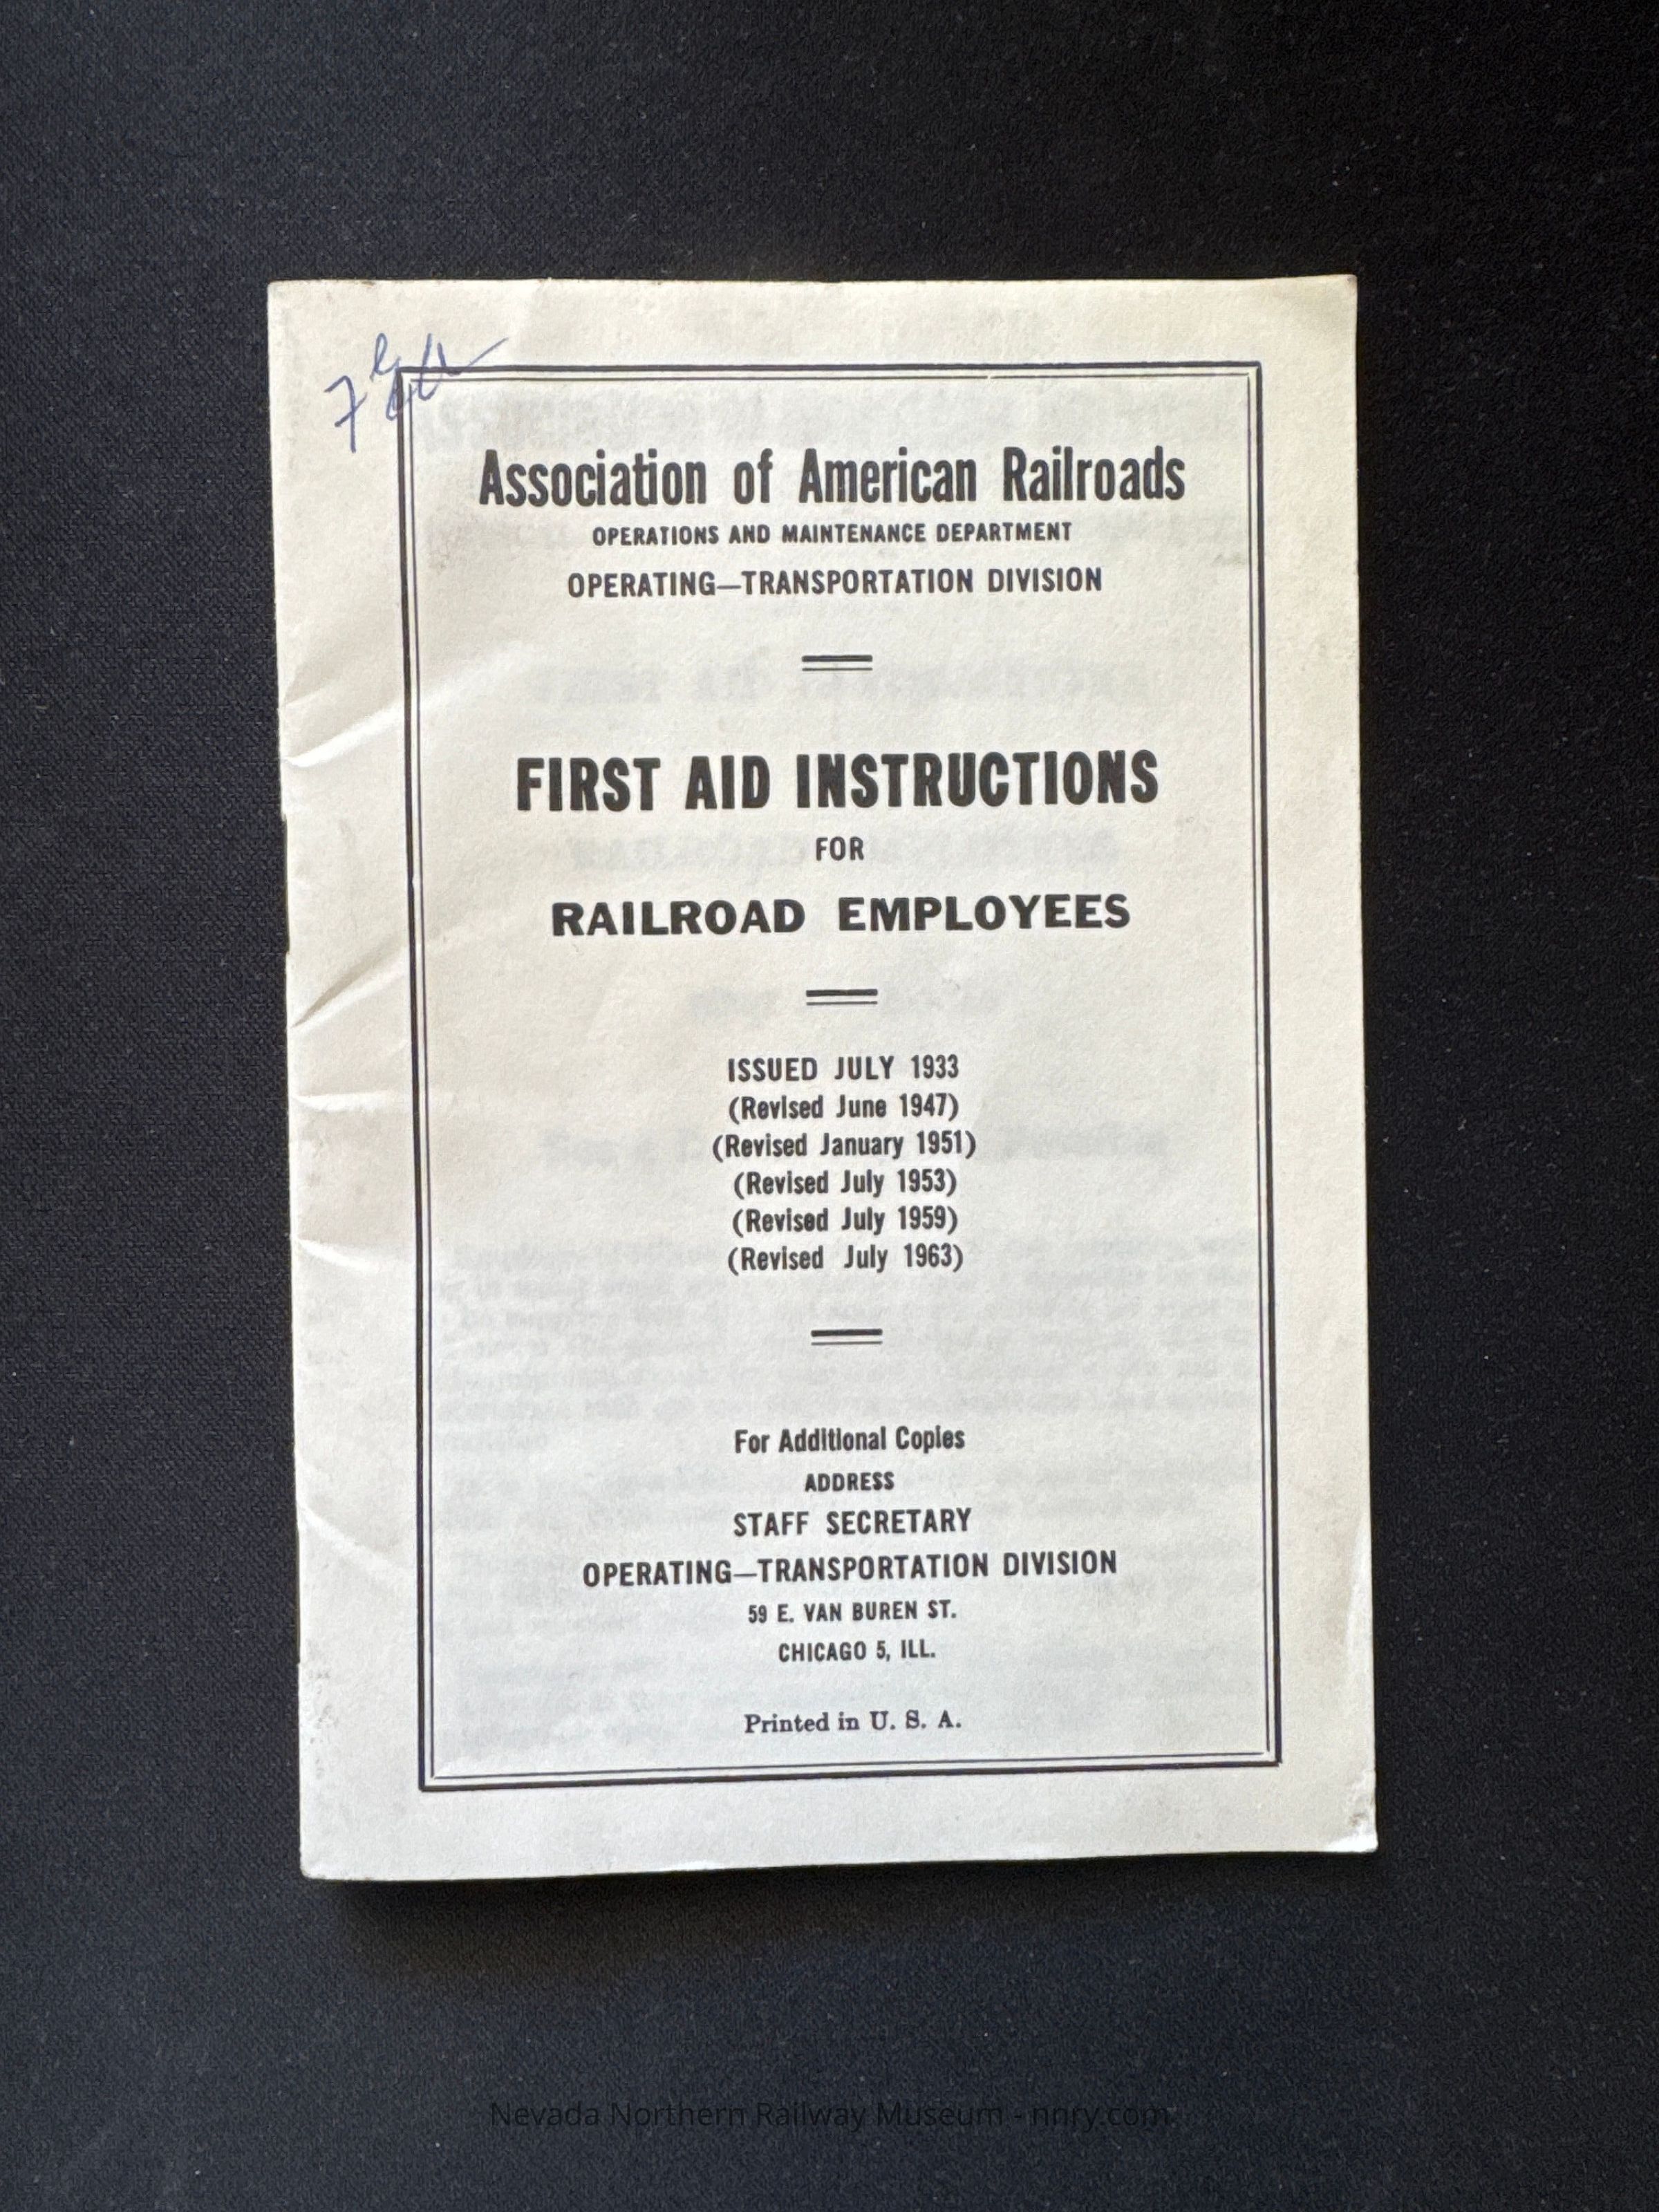 Association of American Railroads
OPERATIONS AND MAINTENANCE DEPARTMENT
OPERATING—TRANSPORTATION DIVISION
FIRST AID INSTRUCTIONS
FOR
RAILROAD EMPLOYEES
ISSUED JULY 1933
(Revised June 1947)
(Revised January 1951)
(Revised July 1953)
(Revised July 1959)
(Revised July 1963)
For Additional Copies
ADDRESS
STAFF SECRETARY
OPERATING—TRANSPORTATION DIVISION
59 E. VAN BUREN ST.
CHICAGO 5, ILL.
Printed in U. S. A.
Nevada Northern Railway Museum - nnry.com